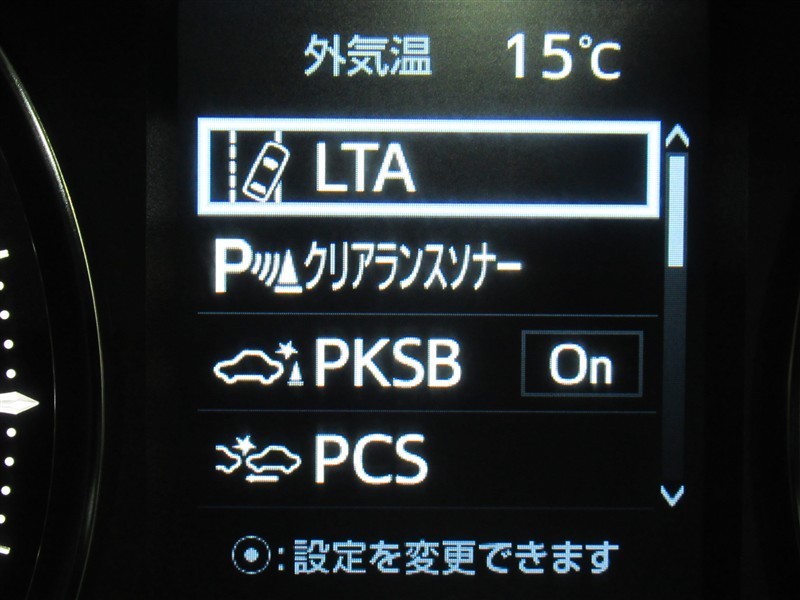 外気温 15℃
LTA
P クリアランスソナー
PKSB On
PCS
:設定を変更できます